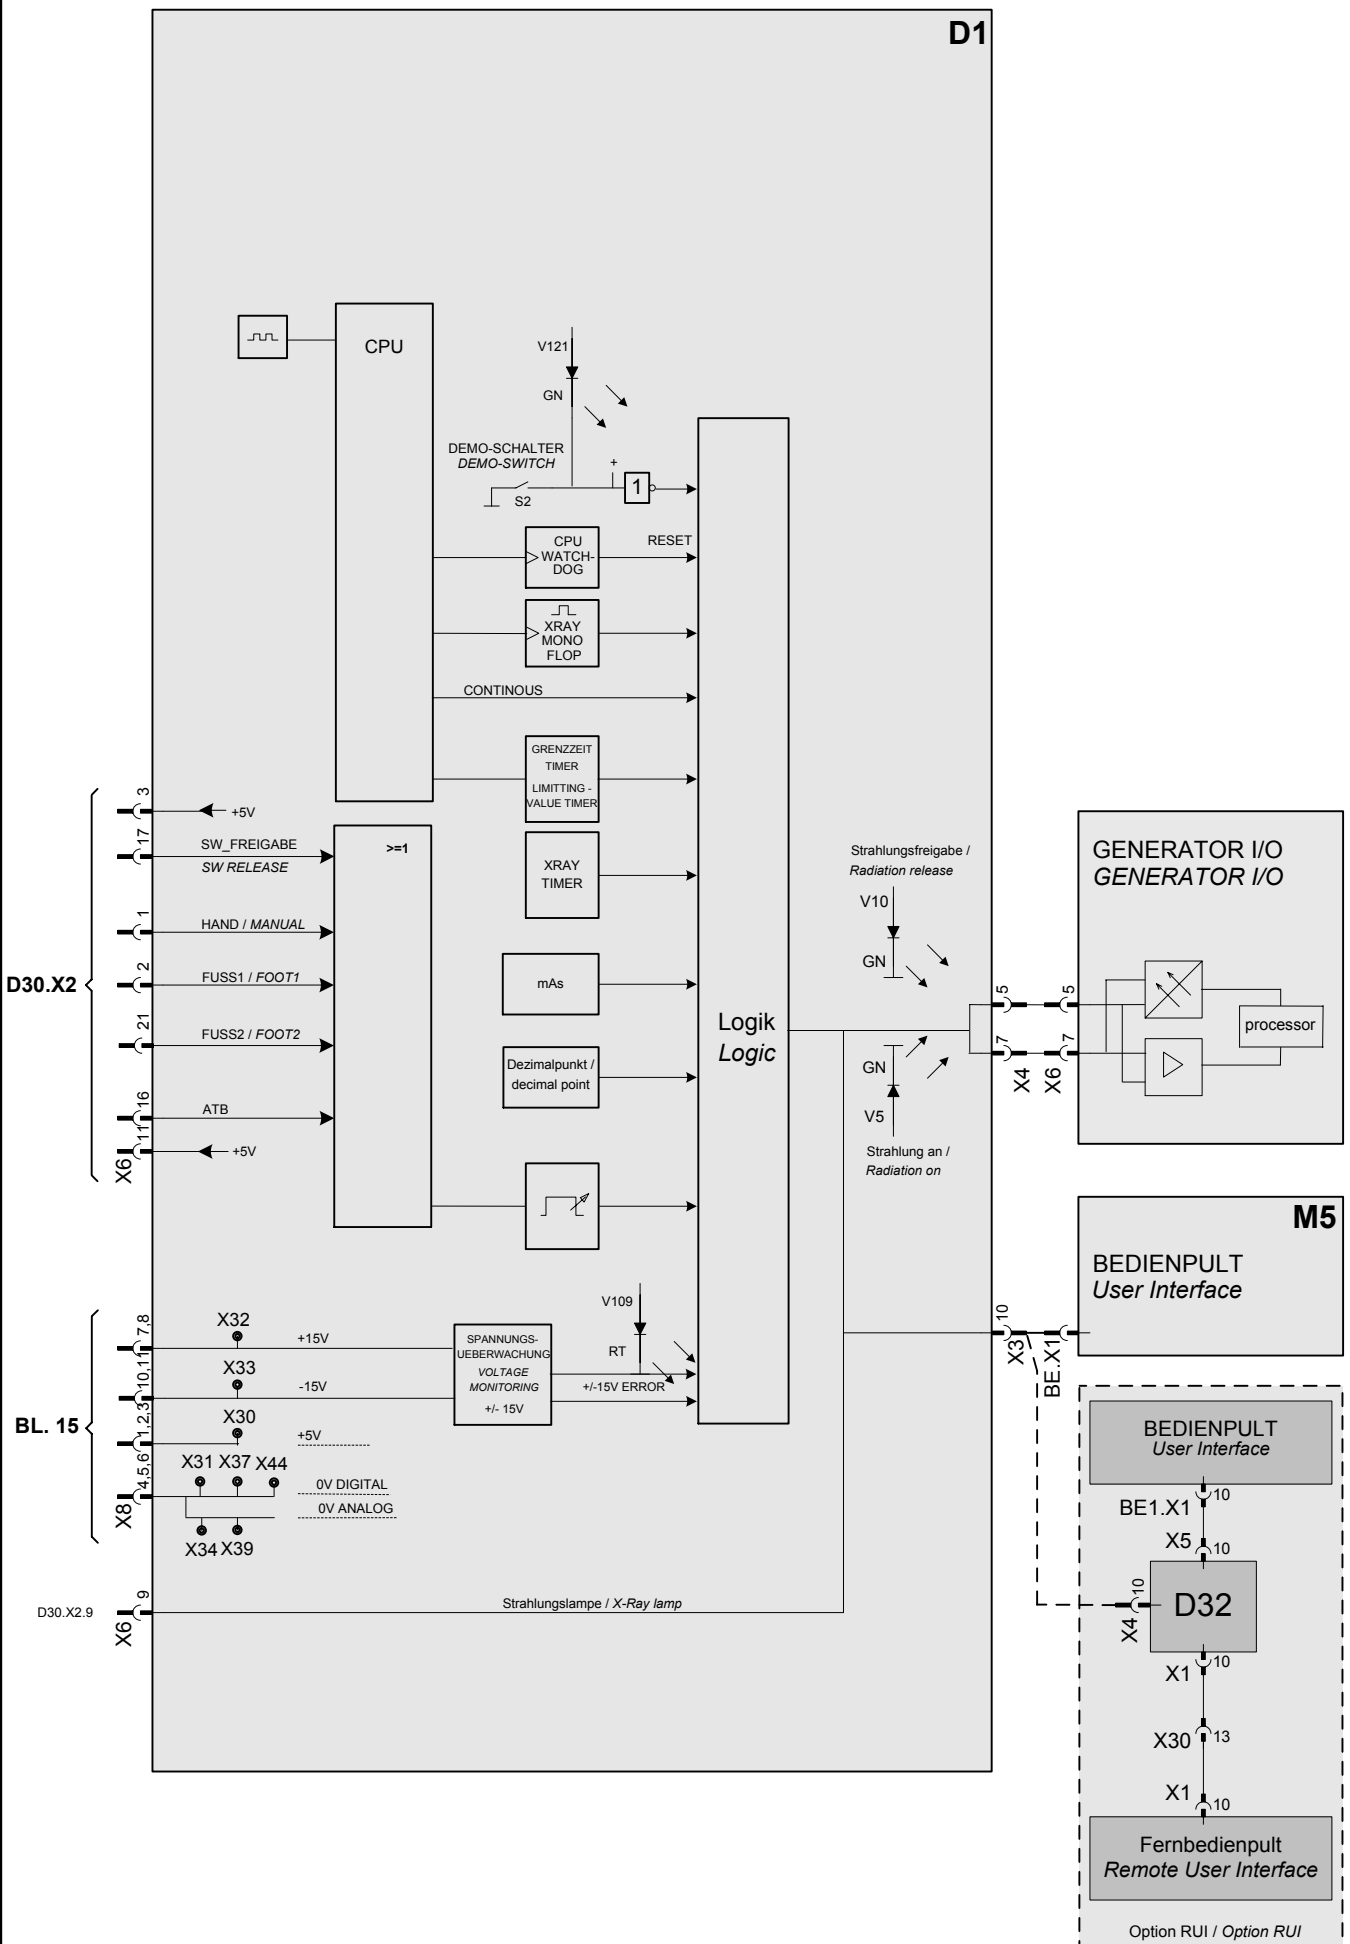 D1
CPU
V121
GN
DEMO-SCHALTER
DEMO-SWITCH
+
S2
1
CPU
WATCH-
DOG
RESET
XRAY
MONO
FLOP
CONTINOUS
GRENZZEIT
TIMER
LIMITTING -
VALUE TIMER
XRAY
TIMER
mAs
Dezimalpunkt /
decimal point
Logik
Logic
>=1
D30.X2
3
+5V
17
SW_FREIGABE
SW RELEASE
1
HAND / MANUAL
2
FUSS1 / FOOT1
21
FUSS2 / FOOT2
16
ATB
11
+5V
X6
Strahlungsfreigabe /
Radiation release
V10
GN
GN
V5
Strahlung an /
Radiation on
5
5
7
7
X4
X6
GENERATOR I/O
GENERATOR I/O
processor
BL. 15
7,8
X32
+15V
10,11
X33
-15V
1,2,3
X30
+5V
4,5,6
X31 X37 X44
0V DIGITAL
0V ANALOG
X8
X34 X39
SPANNUNGS-
UEBERWACHUNG
VOLTAGE
MONITORING
+/- 15V
V109
RT
+/-15V ERROR
D30.X2.9
9
X6
Strahlungslampe / X-Ray lamp
10
X3
BE.X1
M5
BEDIENPULT
User Interface
BEDIENPULT
User Interface
10
BE1.X1
X5
10
10
X4
D32
10
X1
X30
13
X1
10
Fernbedienpult
Remote User Interface
Option RUI / Option RUI